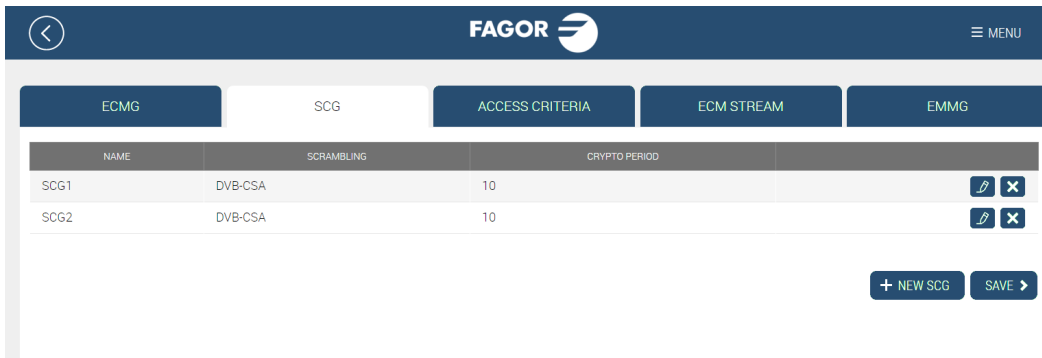 FAGOR
☰ MENU
ECMG SCG ACCESS CRITERIA ECM STREAM EMMG
NAME SCRAMBLING CRYPTO PERIOD
SCG1 DVB-CSA 10
SCG2 DVB-CSA 10
+ NEW SCG SAVE >